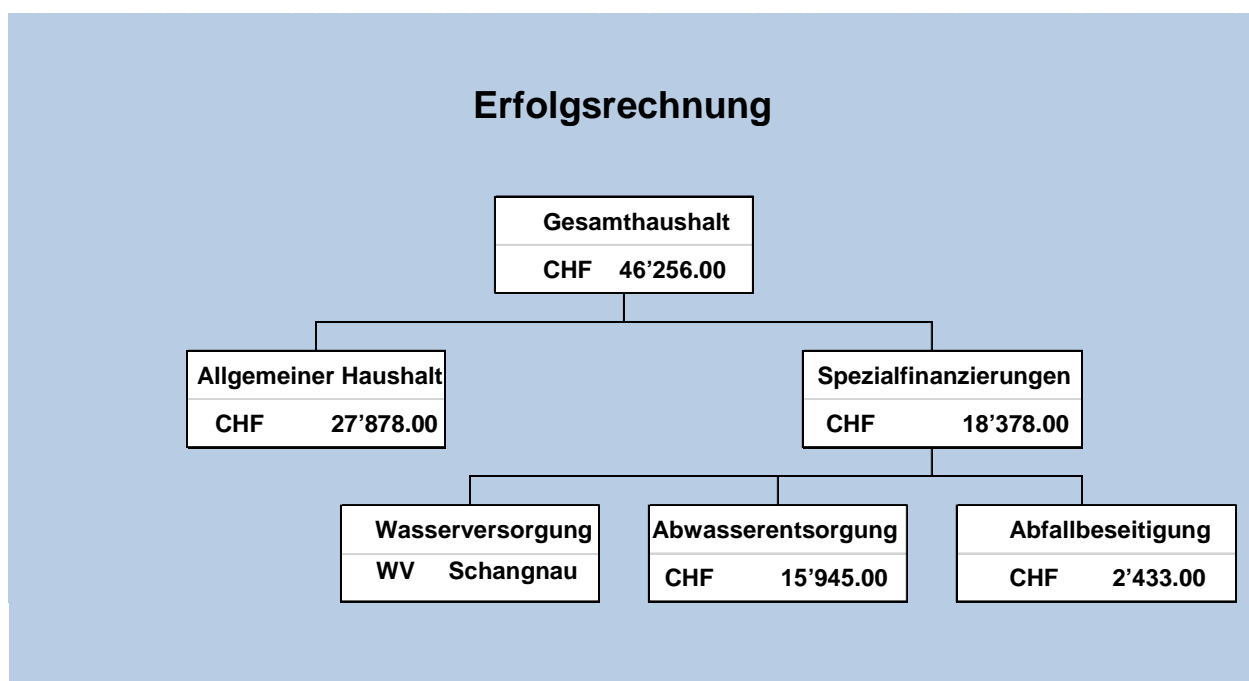 Erfolgsrechnung
Gesamthaushalt
CHF 46’256.00
Allgemeiner Haushalt
CHF 27’878.00
Spezialfinanzierungen
CHF 18’378.00
Wasserversorgung
WV Schangnau
Abwasserentsorgung
CHF 15’945.00
Abfallbeseitigung
CHF 2’433.00